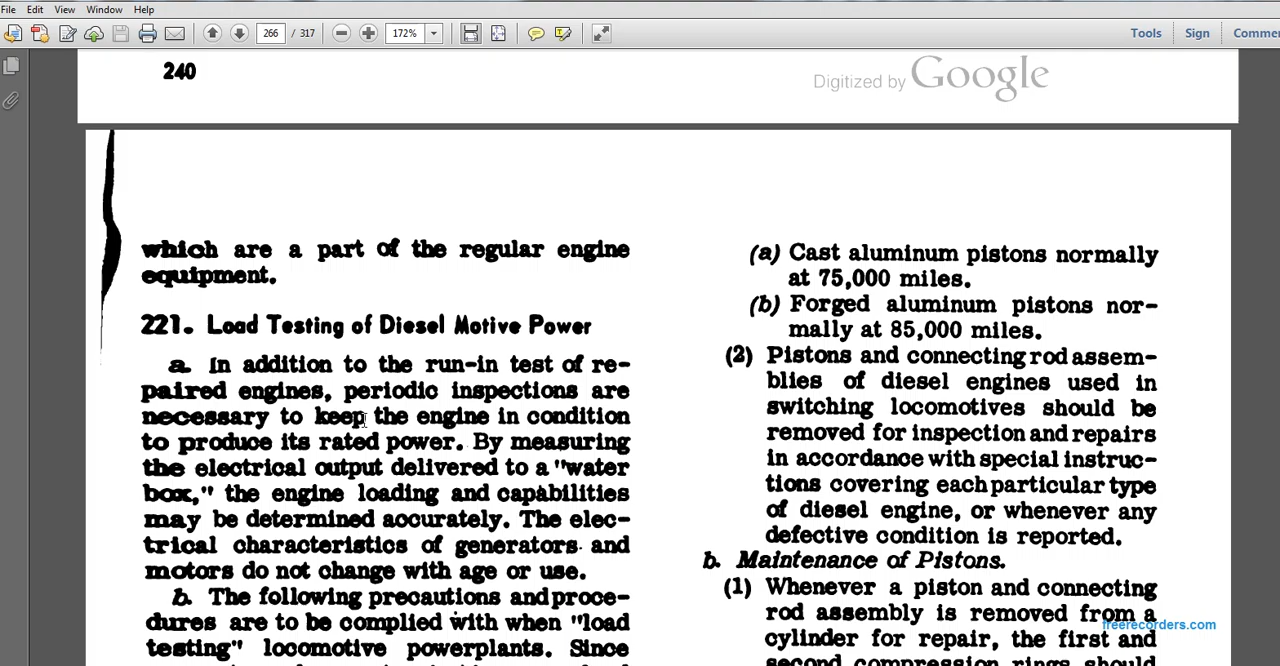 File Edit View Window Help
266 / 317 172% Tools Sign Comme
240
Digitized by Google
which are a part of the regular engine
equipment.
221. Load Testing of Diesel Motive Power
a. In addition to the run-in test of re-
paired engines, periodic inspections are
necessary to keep the engine in condition
to produce its rated power. By measuring
the electrical output delivered to a "water
box," the engine loading and capabilities
may be determined accurately. The elec-
trical characteristics of generators and
motors do not change with age or use.
b. The following precautions and proce-
dures are to be complied with when "load
testing" locomotive powerplants. Since
(a) Cast aluminum pistons normally
at 75,000 miles.
(b) Forged aluminum pistons nor-
mally at 85,000 miles.
(2) Pistons and connecting rod assem-
blies of diesel engines used in
switching locomotives should be
removed for inspection and repairs
in accordance with special instruc-
tions covering each particular type
of diesel engine, or whenever any
defective condition is reported.
b. Maintenance of Pistons.
(1) Whenever a piston and connecting
rod assembly is removed from a
cylinder for repair, the first and
second compression rings should
freerecorders.com